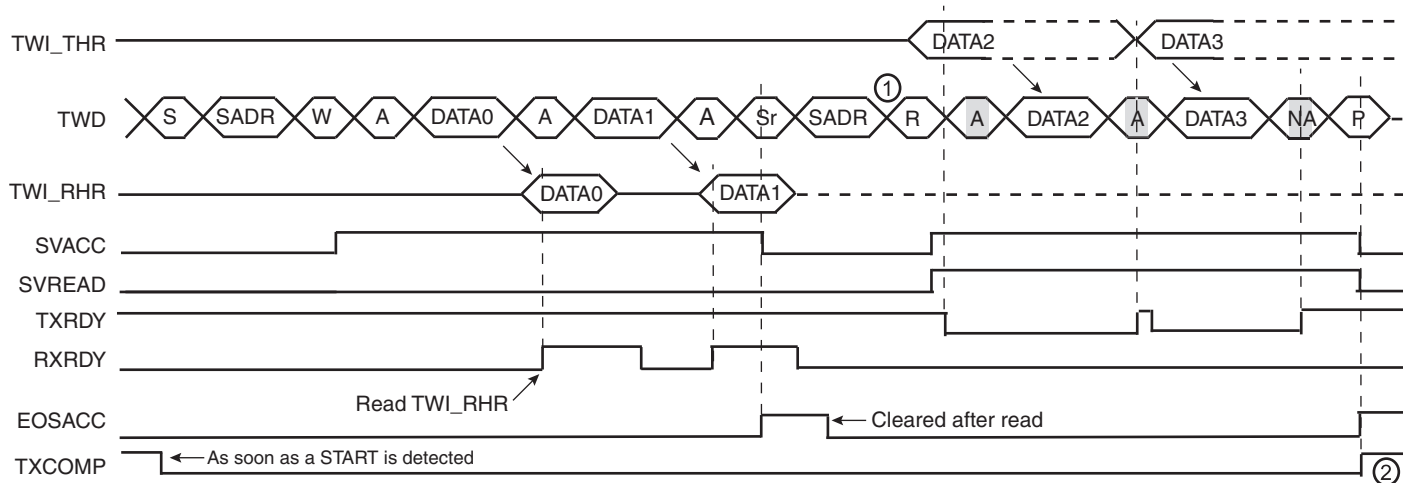 TWI_THR DATA2 DATA3
①
TWD S SADR W A DATA0 A DATA1 A Sr SADR R A DATA2 A DATA3 NA P
TWI_RHR DATA0 DATA1
SVACC
SVREAD
TXRDY
RXRDY
Read TWI_RHR
EOSACC Cleared after read
As soon as a START is detected
TXCOMP ②